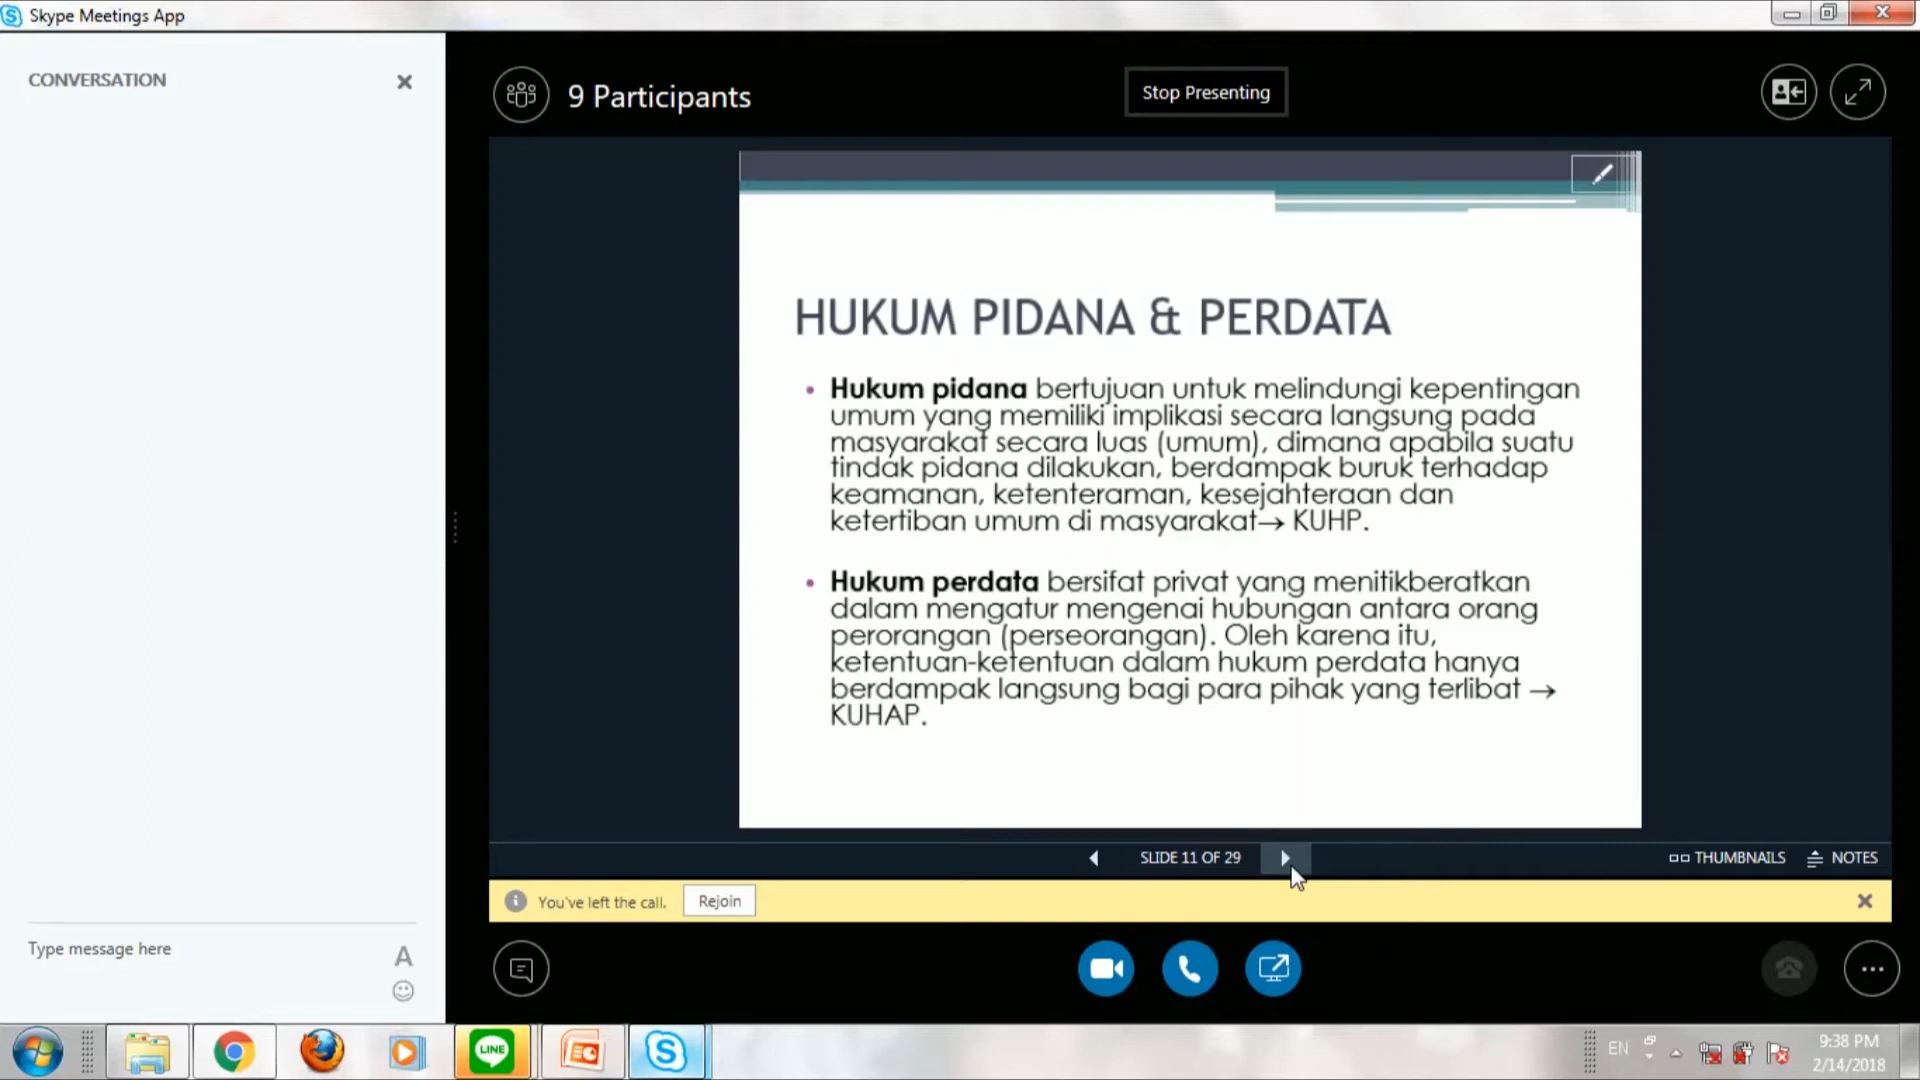 Skype Meetings App
CONVERSATION
9 Participants
Stop Presenting
HUKUM PIDANA & PERDATA
• Hukum pidana bertujuan untuk melindungi kepentingan
umum yang memiliki implikasi secara langsung pada
masyarakat secara luas (umum), dimana apabila suatu
tindak pidana dilakukan, berdampak buruk terhadap
keamanan, ketenteraman, kesejahteraan dan
ketertiban umum di masyarakat→ KUHP.
• Hukum perdata bersifat privat yang menitikberatkan
dalam mengatur mengenai hubungan antara orang
perorangan (perseorangan). Oleh karena itu,
ketentuan-ketentuan dalam hukum perdata hanya
berdampak langsung bagi para pihak yang terlibat →
KUHAP.
SLIDE 11 OF 29
THUMBNAILS
NOTES
You've left the call.
Rejoin
Type message here
A
LINE
EN
9:38 PM
2/14/2018